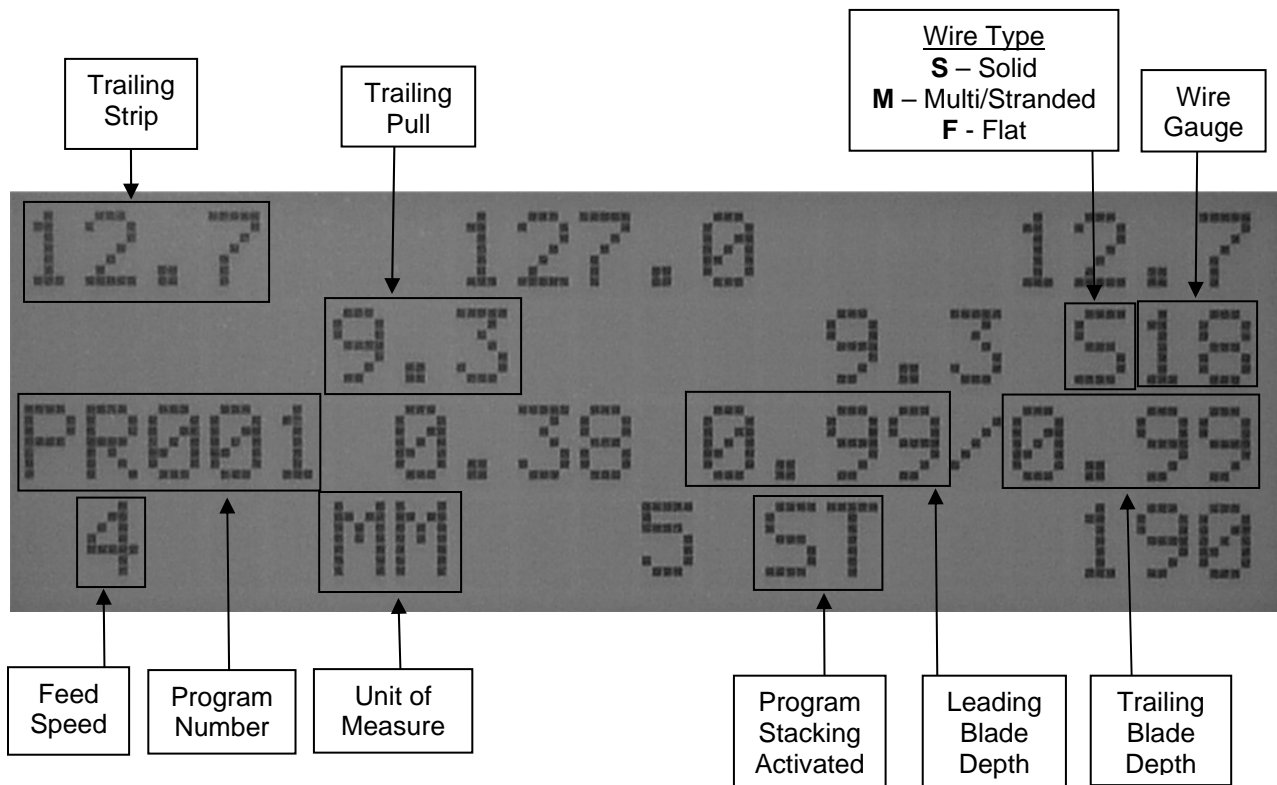 Trailing
Strip
Trailing
Pull
Wire Type
S – Solid
M – Multi/Stranded
F - Flat
Wire
Gauge
12.7 127.0 12.7
9.3 9.3 S18
PR001 0.38 0.99/0.99
4 MM 5 ST 190
Feed
Speed
Program
Number
Unit of
Measure
Program
Stacking
Activated
Leading
Blade
Depth
Trailing
Blade
Depth